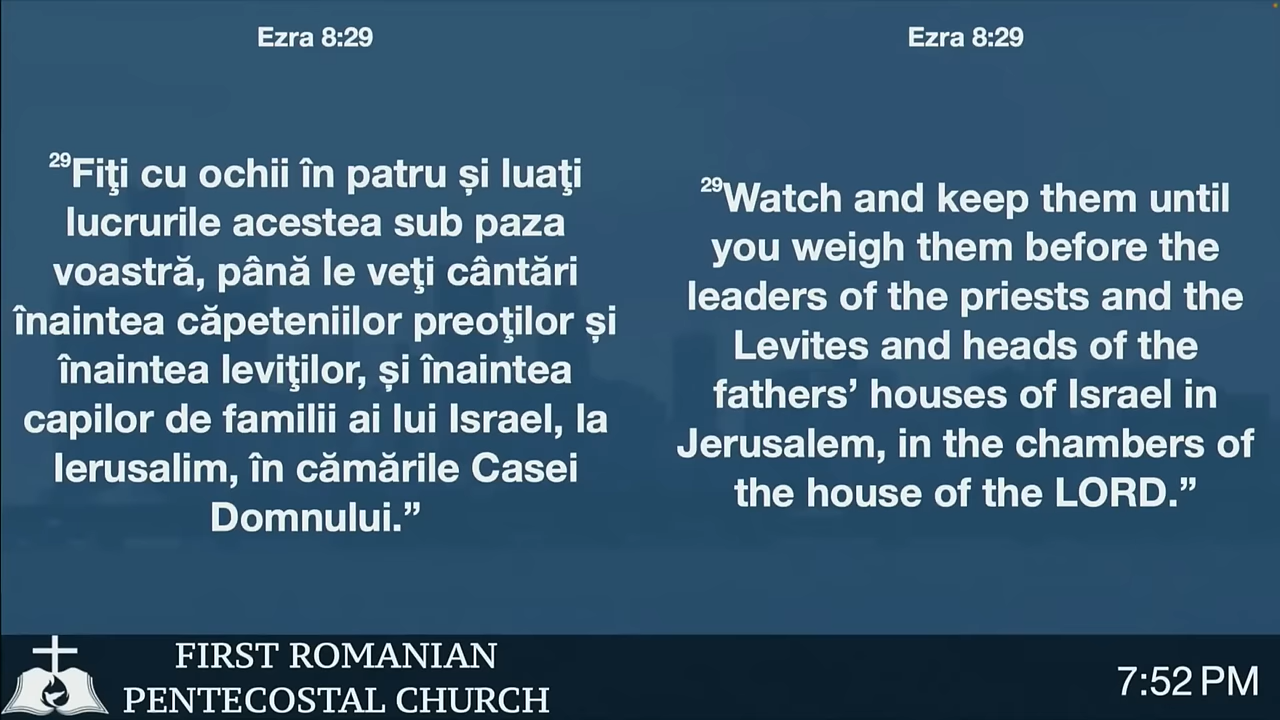 Ezra 8:29
29Fiţi cu ochii în patru și luaţi
lucrurile acestea sub paza
voastră, până le veţi cântări
înaintea căpeteniilor preoţilor și
înaintea leviţilor, și înaintea
capilor de familii ai lui Israel, la
Ierusalim, în cămările Casei
Domnului.”
Ezra 8:29
29Watch and keep them until
you weigh them before the
leaders of the priests and the
Levites and heads of the
fathers’ houses of Israel in
Jerusalem, in the chambers of
the house of the LORD.”
FIRST ROMANIAN
PENTECOSTAL CHURCH
7:52 PM